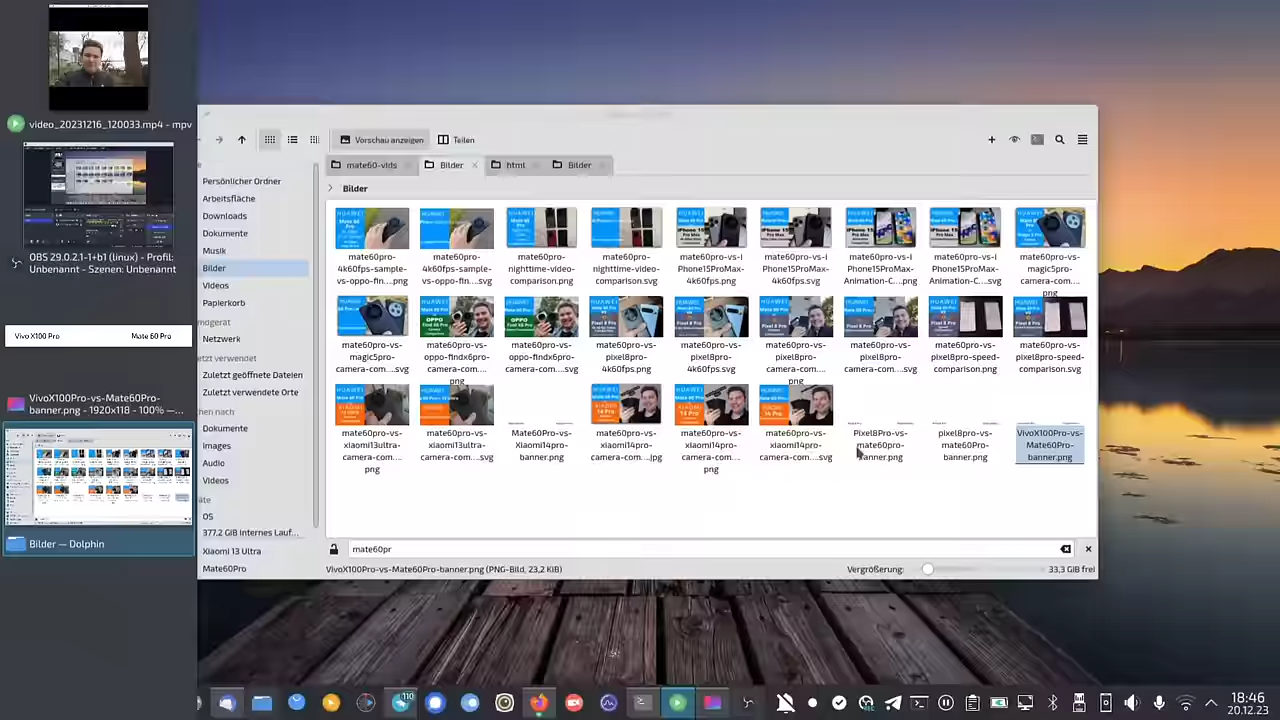 video_20231216_120033.mp4 - mpv
OBS 29.0.2.1-1+b1 (linux) - Profil:
Unbenannt - Szenen: Unbenannt
Vivo X100 Pro
Mate 60 Pro
VivoX100Pro-vs-Mate60Pro-
banner.png - 1920x118 - 100% —...
Bilder — Dolphin
Vorschau anzeigen
Teilen
mate60-vids
Bilder
html
Bilder
Bilder
Persönlicher Ordner
Arbeitsfläche
Downloads
Dokumente
Musik
Bilder
Videos
Papierkorb
Netzwerk
etzt verwendet
Zuletzt geöffnete Dateien
Zuletzt verwendete Orte
hen nach
Dokumente
Images
Audio
Videos
äte
OS
377,2 GiB Internes Lauf...
Xiaomi 13 Ultra
Mate60Pro
mate60pro-
4k60fps-sample-
vs-oppo-fin....png
mate60pro-
4k60fps-sample-
vs-oppo-fin....svg
mate60pro-
nighttime-video-
comparison.png
mate60pro-
nighttime-video-
comparison.svg
mate60pro-vs-i
Phone15ProMax-
4k60fps.png
mate60pro-vs-i
Phone15ProMax-
4k60fps.svg
mate60pro-vs-i
Phone15ProMax-
Animation-C....png
mate60pro-vs-i
Phone15ProMax-
Animation-C....svg
mate60pro-vs-
magic5pro-
camera-com....
png
mate60pro-vs-
magic5pro-
camera-com....svg
mate60pro-vs-
oppo-findx6pro-
camera-com....
png
mate60pro-vs-
oppo-findx6pro-
camera-com....svg
mate60pro-vs-
pixel8pro-
4k60fps.png
mate60pro-vs-
pixel8pro-
4k60fps.svg
mate60pro-vs-
pixel8pro-
camera-com....
png
mate60pro-vs-
pixel8pro-
camera-com....svg
mate60pro-vs-
pixel8pro-speed-
comparison.png
mate60pro-vs-
pixel8pro-speed-
comparison.svg
mate60pro-vs-
xiaomi13ultra-
camera-com....
png
mate60pro-vs-
xiaomi13ultra-
camera-com....svg
Mate60Pro-vs-
Xiaomi14pro-
banner.png
mate60pro-vs-
xiaomi14pro-
camera-com....jpg
mate60pro-vs-
xiaomi14pro-
camera-com....
png
mate60pro-vs-
xiaomi14pro-
camera-com....svg
Pixel8Pro-vs-
mate60pro-
banner.png
pixel8pro-vs-
mate60Pro-
banner.png
VivoX100Pro-vs-
Mate60Pro-
banner.png
mate60pr
VivoX100Pro-vs-Mate60Pro-banner.png (PNG-Bild, 23,2 KiB)
Vergrößerung:
33,3 GiB frei
110
18:46
20.12.23